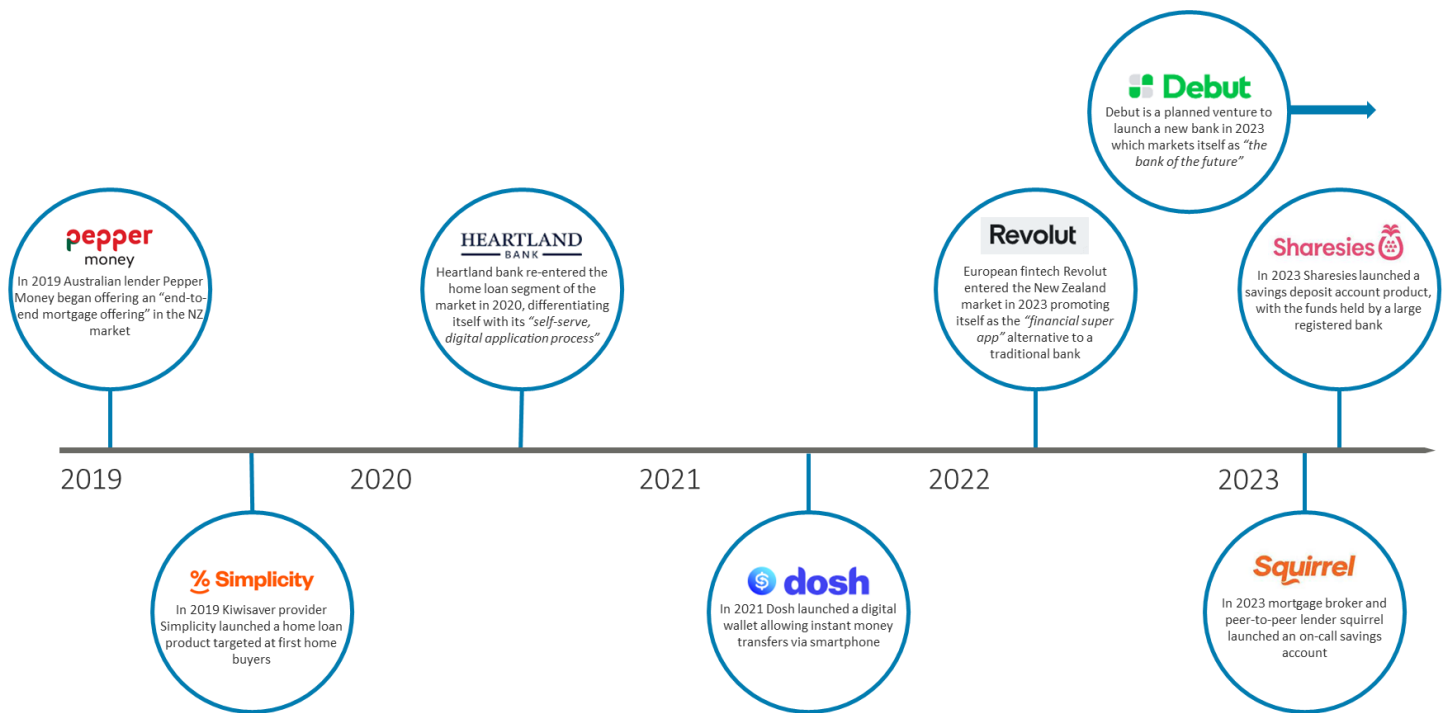 Debut
Debut is a planned venture to
launch a new bank in 2023
which markets itself as "the
bank of the future"
pepper
money
In 2019 Australian lender Pepper
Money began offering an "end-to-
end mortgage offering" in the NZ
market
HEARTLAND
BANK
Heartland bank re-entered the
home loan segment of the
market in 2020, differentiating
itself with its "self-serve,
digital application process"
Revolut
European fintech Revolut
entered the New Zealand
market in 2023 promoting
itself as the "financial super
app" alternative to a
traditional bank
Sharesies
In 2023 Sharesies launched a
savings deposit account product,
with the funds held by a large
registered bank
2019
2020
2021
2022
2023
Simplicity
In 2019 Kiwisaver provider
Simplicity launched a home loan
product targeted at first home
buyers
dosh
In 2021 Dosh launched a digital
wallet allowing instant money
transfers via smartphone
Squirrel
In 2023 mortgage broker and
peer-to-peer lender squirrel
launched an on-call savings
account